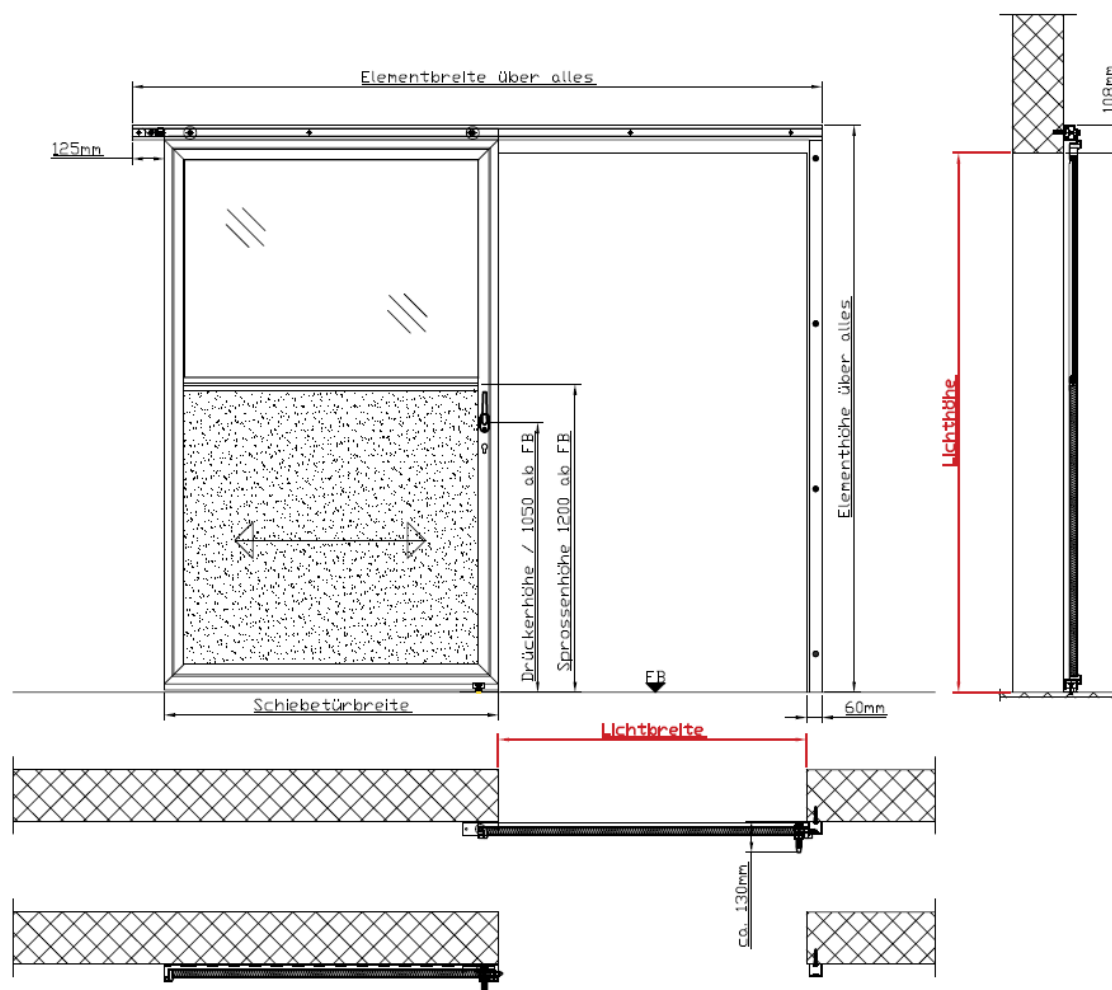 Elementbreite über alles
108mm
125mm
Elementhöhe über alles
Lichthöhe
Drückerhöhe / 1050 ab FB
Sprossenhöhe 1200 ab FB
FB
Schiebetürbreite
60mm
Lichtbreite
ca. 130mm